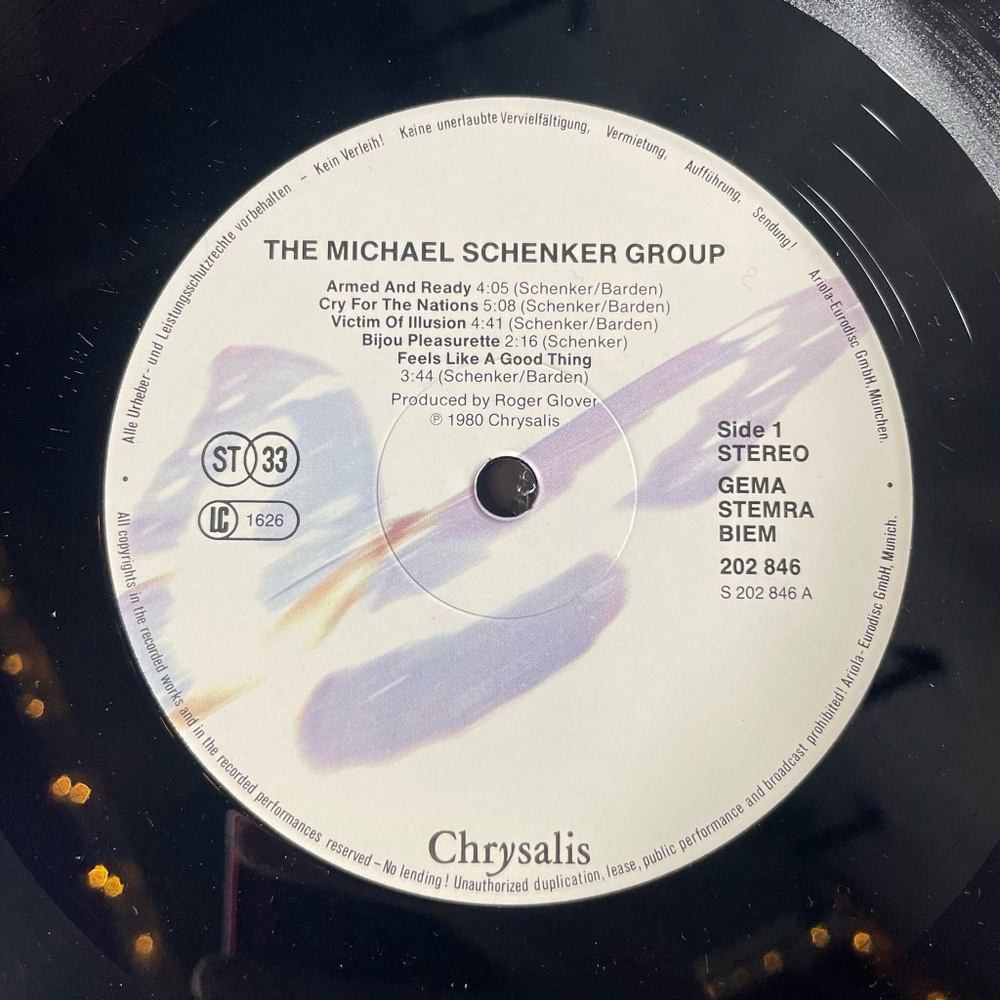 Alle Urheber- und Leistungsschutzrechte vorbehalten - Kein Verleih! Keine unerlaubte Vervielfältigung, Vermietung, Aufführung, Sendung! Ariola-Eurodisc GmbH, München.
THE MICHAEL SCHENKER GROUP
Armed And Ready 4:05 (Schenker/Barden)
Cry For The Nations 5:08 (Schenker/Barden)
Victim Of Illusion 4:41 (Schenker/Barden)
Bijou Pleasurette 2:16 (Schenker)
Feels Like A Good Thing
3:44 (Schenker/Barden)
Produced by Roger Glover
℗ 1980 Chrysalis
ST 33
LC 1626
Side 1
STEREO
GEMA
STEMRA
BIEM
202 846
S 202 846 A
Chrysalis
All copyrights in the recorded works and in the recorded performances reserved - No lending! Unauthorized duplication, lease, public performance and broadcast prohibited! Ariola-Eurodisc GmbH, Munich.